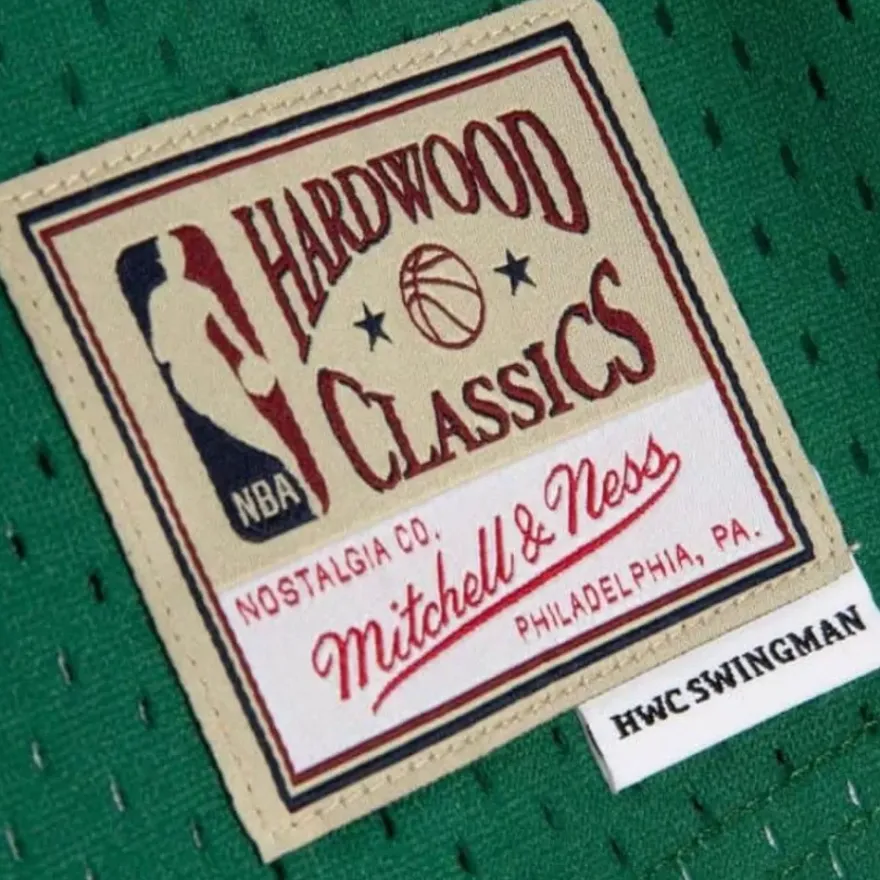 HARDWOOD
CLASSICS
NBA
NOSTALGIA CO.
Mitchell & Ness
PHILADELPHIA, PA.
HWC SWINGMAN